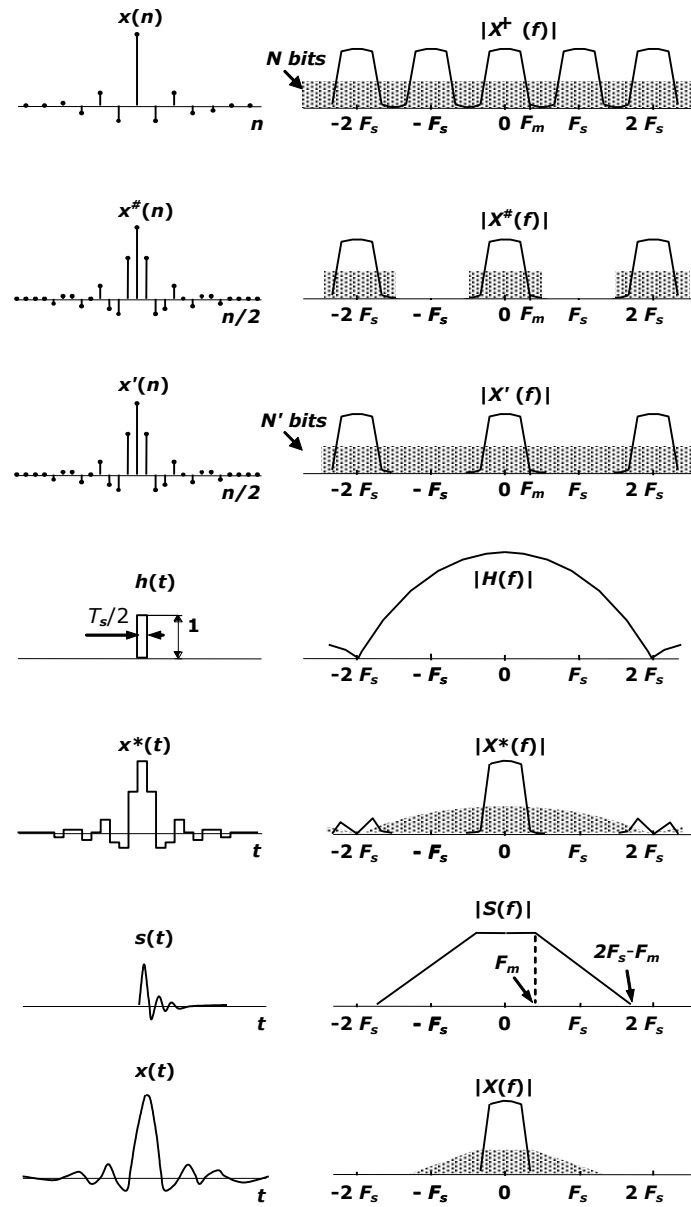 x(n)
|X+ (f)|
N bits
n
-2 Fs - Fs 0 Fm Fs 2 Fs
x#(n)
|X#(f)|
n/2
-2 Fs - Fs 0 Fm Fs 2 Fs
x'(n)
|X' (f)|
N' bits
n/2
-2 Fs - Fs 0 Fm Fs 2 Fs
h(t)
|H(f)|
Ts/2
1
-2 Fs - Fs 0 Fs 2 Fs
x*(t)
|X*(f)|
t
-2 Fs - Fs 0 Fs 2 Fs
|S(f)|
s(t)
2Fs-Fm
Fm
t
-2 Fs - Fs 0 Fs 2 Fs
x(t)
|X(f)|
t
-2 Fs - Fs 0 Fs 2 Fs